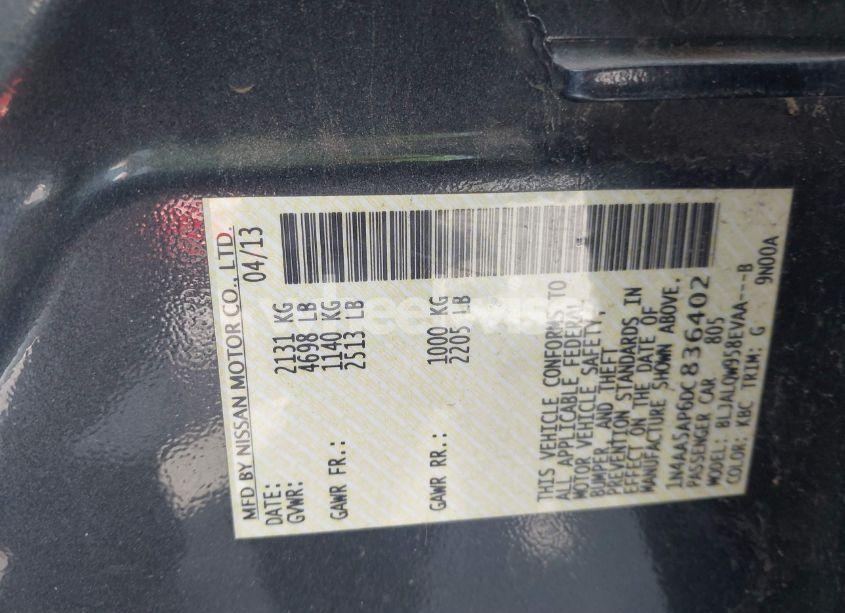 MFD BY NISSAN MOTOR CO., LTD.
DATE: 04/13
GVWR: 2131 KG
4698 LB
GAWR FR.: 1140 KG
2513 LB
GAWR RR.: 1000 KG
2205 LB
THIS VEHICLE CONFORMS TO
ALL APPLICABLE FEDERAL
MOTOR VEHICLE SAFETY,
BUMPER AND THEFT
PREVENTION STANDARDS IN
EFFECT ON THE DATE OF
MANUFACTURE SHOWN ABOVE.
1N4AA5AP6DC836402
PASSENGER CAR 805
MODEL: BLJALQW958EVAA---B
COLOR: KBC TRIM: G 9N00A